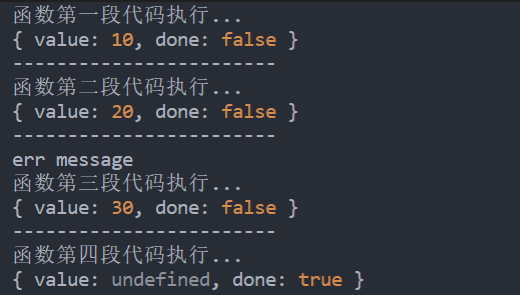 函数第一段代码执行...
{ value: 10, done: false }
------------------------
函数第二段代码执行...
{ value: 20, done: false }
------------------------
err message
函数第三段代码执行...
{ value: 30, done: false }
------------------------
函数第四段代码执行...
{ value: undefined, done: true }